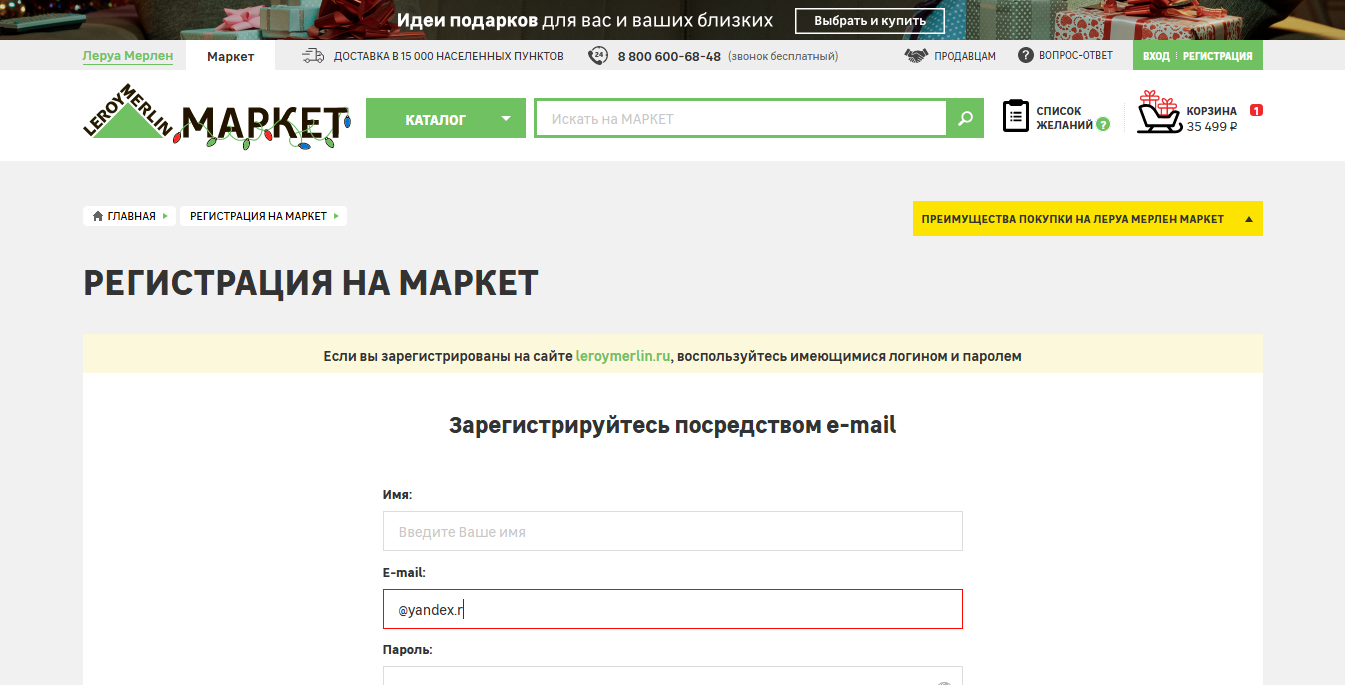 Идеи подарков для вас и ваших близких Выбрать и купить
Леруа Мерлен Маркет ДОСТАВКА В 15 000 НАСЕЛЕННЫХ ПУНКТОВ 24 8 800 600-68-48 (звонок бесплатный) ПРОДАВЦАМ ? ВОПРОС-ОТВЕТ ВХОД РЕГИСТРАЦИЯ
LEROY MERLIN МАРКЕТ КАТАЛОГ Искать на МАРКЕТ
СПИСОК
ЖЕЛАНИЙ ?
КОРЗИНА 1
35 499 ₽
ГЛАВНАЯ РЕГИСТРАЦИЯ НА МАРКЕТ ПРЕИМУЩЕСТВА ПОКУПКИ НА ЛЕРУА МЕРЛЕН МАРКЕТ
РЕГИСТРАЦИЯ НА МАРКЕТ
Если вы зарегистрированы на сайте leroymerlin.ru, воспользуйтесь имеющимися логином и паролем
Зарегистрируйтесь посредством e-mail
Имя:
Введите Ваше имя
E-mail:
@yandex.r
Пароль: